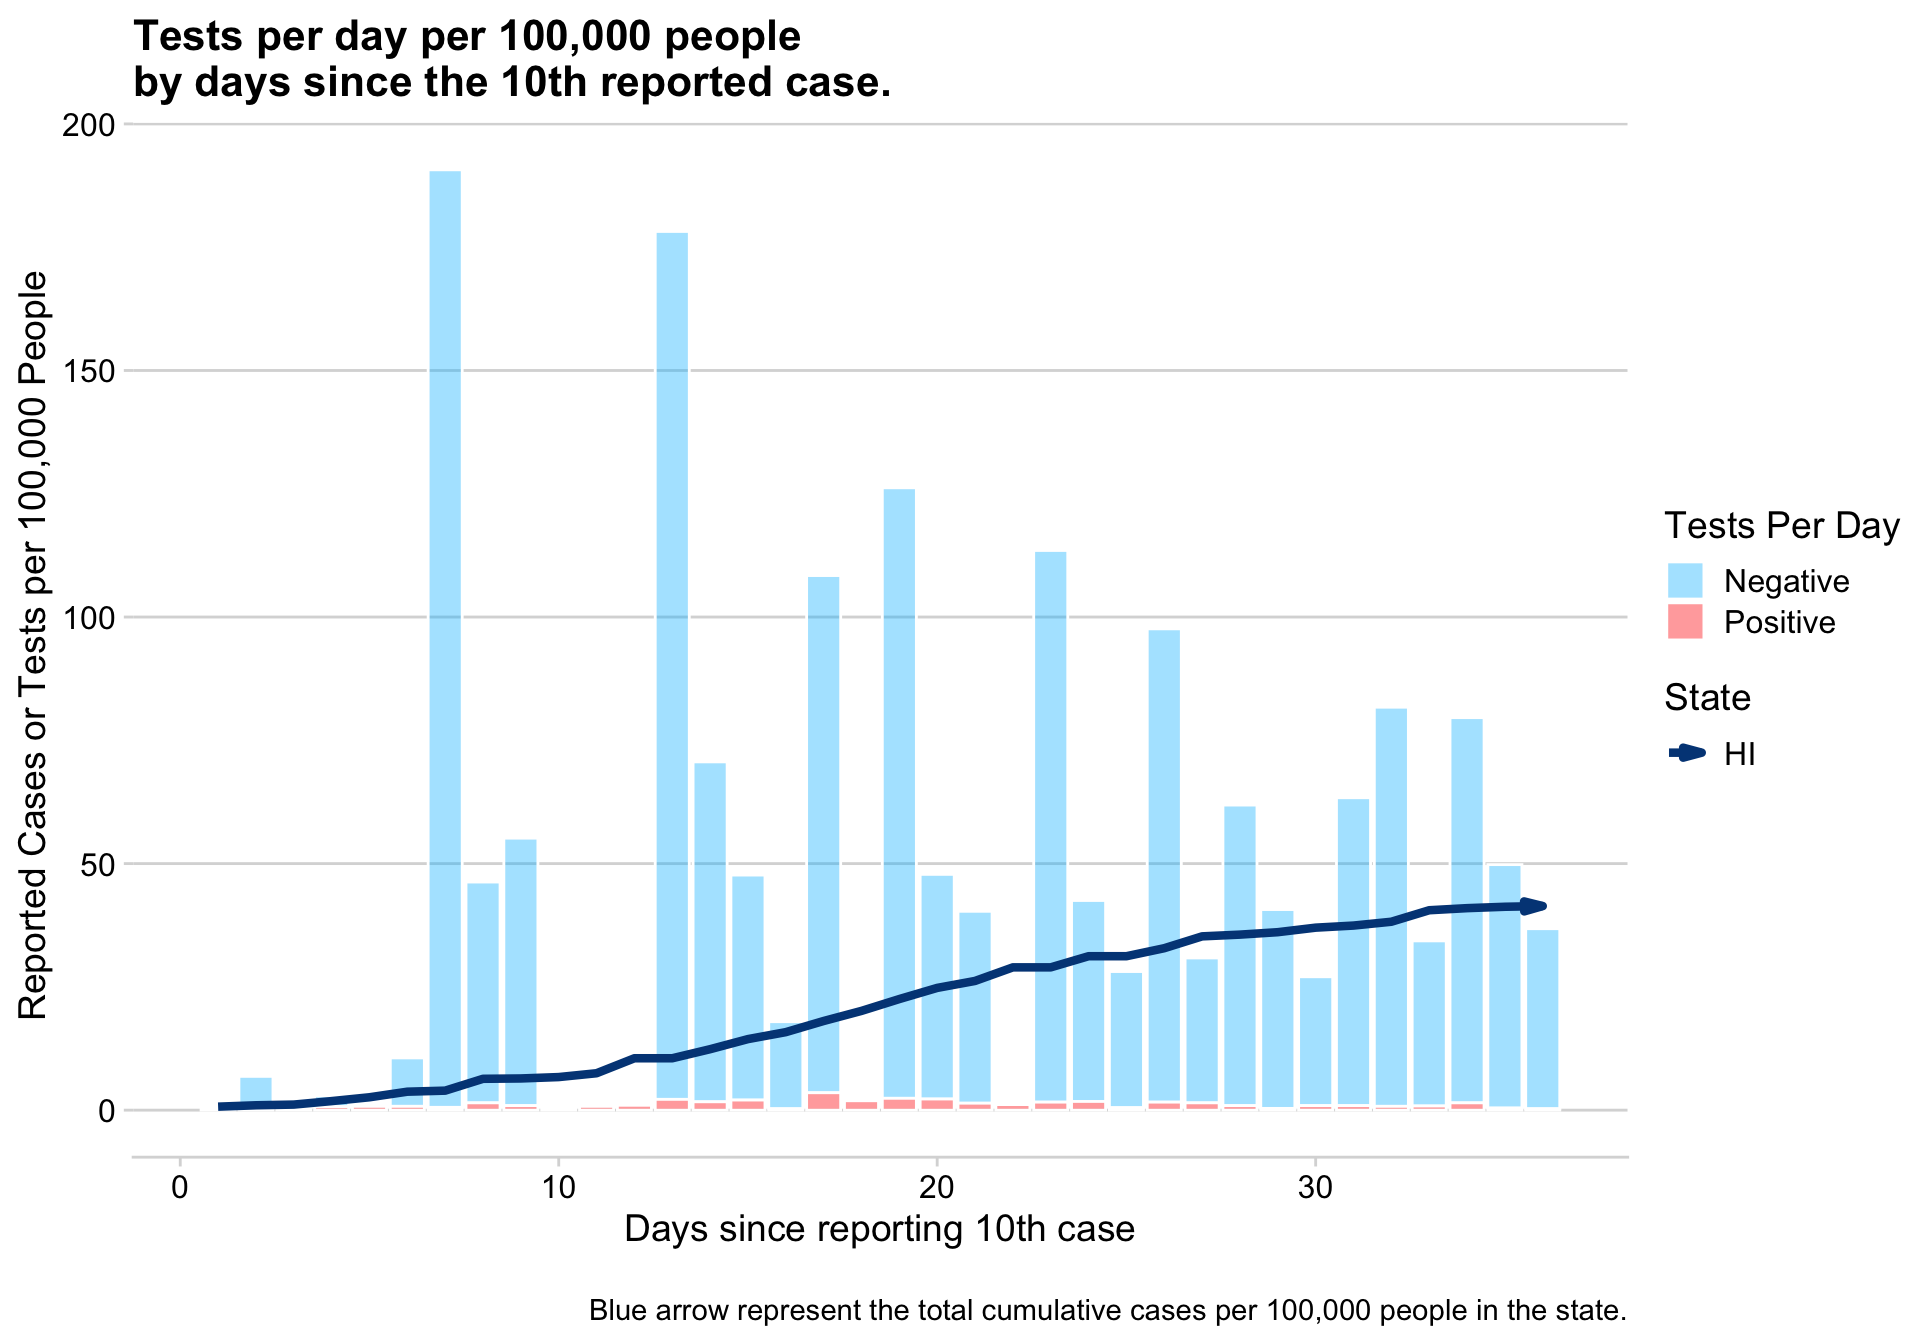 Tests per day per 100,000 people
by days since the 10th reported case.
Reported Cases or Tests per 100,000 People
200
150
100
50
0
0
10
20
30
Days since reporting 10th case
Tests Per Day
Negative
Positive
State
HI
Blue arrow represent the total cumulative cases per 100,000 people in the state.